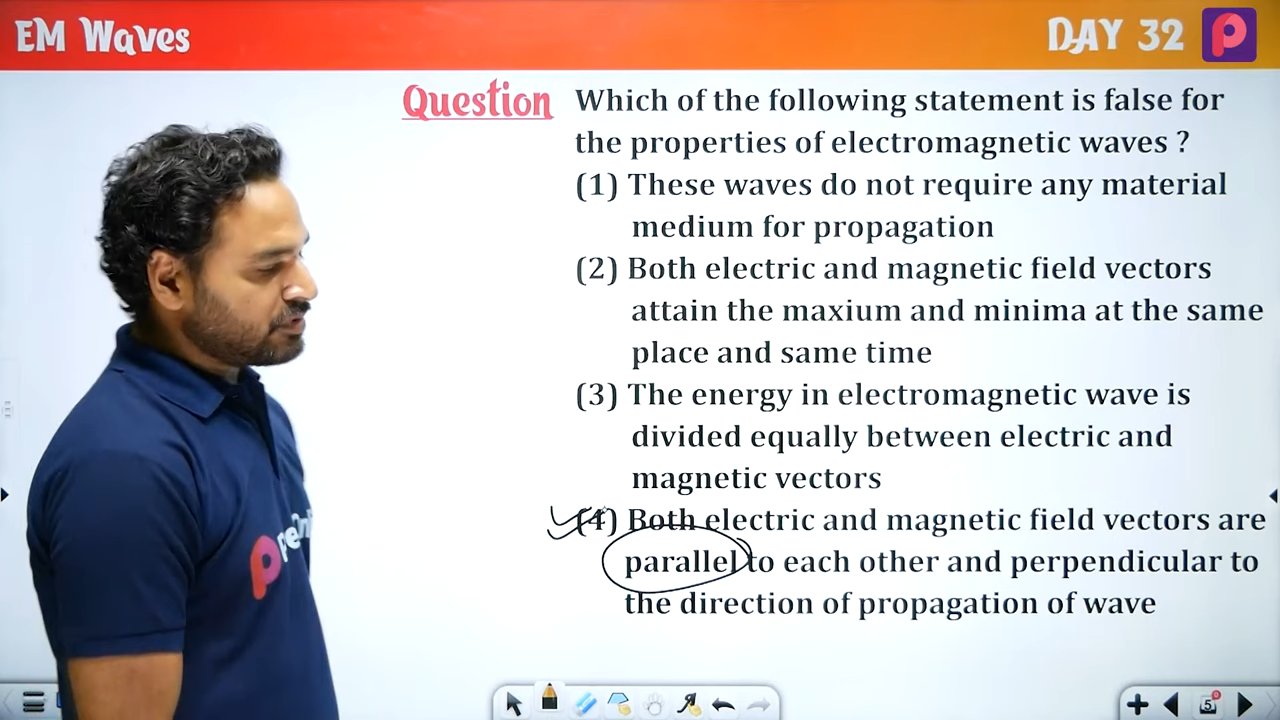 EM Waves
DAY 32
Question
Which of the following statement is false for
the properties of electromagnetic waves ?
(1) These waves do not require any material
medium for propagation
(2) Both electric and magnetic field vectors
attain the maxium and minima at the same
place and same time
(3) The energy in electromagnetic wave is
divided equally between electric and
magnetic vectors
(4) Both electric and magnetic field vectors are
parallel to each other and perpendicular to
the direction of propagation of wave
5